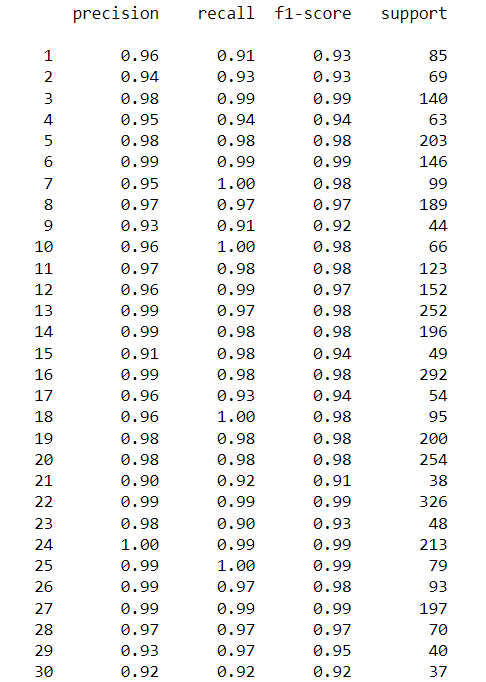 precision recall f1-score support
1 0.96 0.91 0.93 85
2 0.94 0.93 0.93 69
3 0.98 0.99 0.99 140
4 0.95 0.94 0.94 63
5 0.98 0.98 0.98 203
6 0.99 0.99 0.99 146
7 0.95 1.00 0.98 99
8 0.97 0.97 0.97 189
9 0.93 0.91 0.92 44
10 0.96 1.00 0.98 66
11 0.97 0.98 0.98 123
12 0.96 0.99 0.97 152
13 0.99 0.97 0.98 252
14 0.99 0.98 0.98 196
15 0.91 0.98 0.94 49
16 0.99 0.98 0.98 292
17 0.96 0.93 0.94 54
18 0.96 1.00 0.98 95
19 0.98 0.98 0.98 200
20 0.98 0.98 0.98 254
21 0.90 0.92 0.91 38
22 0.99 0.99 0.99 326
23 0.98 0.90 0.93 48
24 1.00 0.99 0.99 213
25 0.99 1.00 0.99 79
26 0.99 0.97 0.98 93
27 0.99 0.99 0.99 197
28 0.97 0.97 0.97 70
29 0.93 0.97 0.95 40
30 0.92 0.92 0.92 37